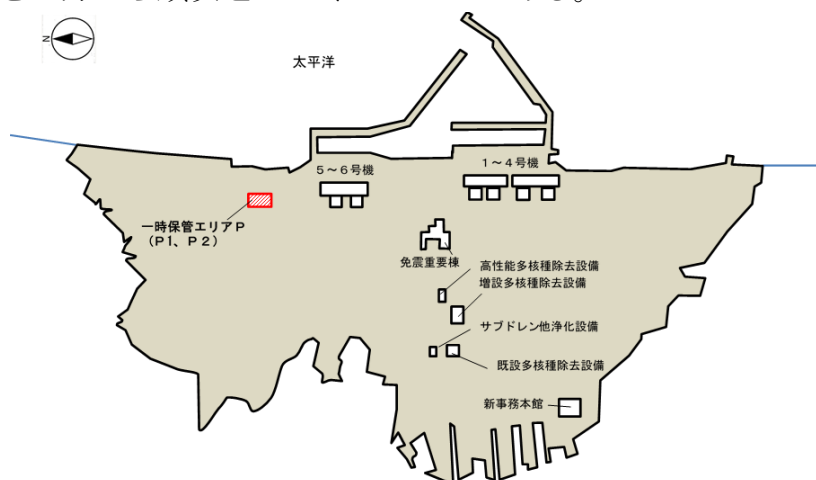 N
太平洋
5～6号機
1～4号機
一時保管エリアP
（P1、P2）
免震重要棟
高性能多核種除去設備
増設多核種除去設備
サブドレン他浄化設備
既設多核種除去設備
新事務本館